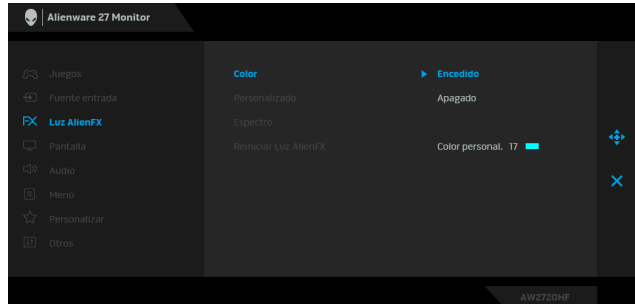 Alienware 27 Monitor
Juegos
Fuente entrada
Luz AlienFX
Pantalla
Audio
Menú
Personalizar
Otros
Color
Personalizado
Espectro
Reiniciar Luz AlienFX
Encedido
Apagado
Color personal. 17
AW2720HF